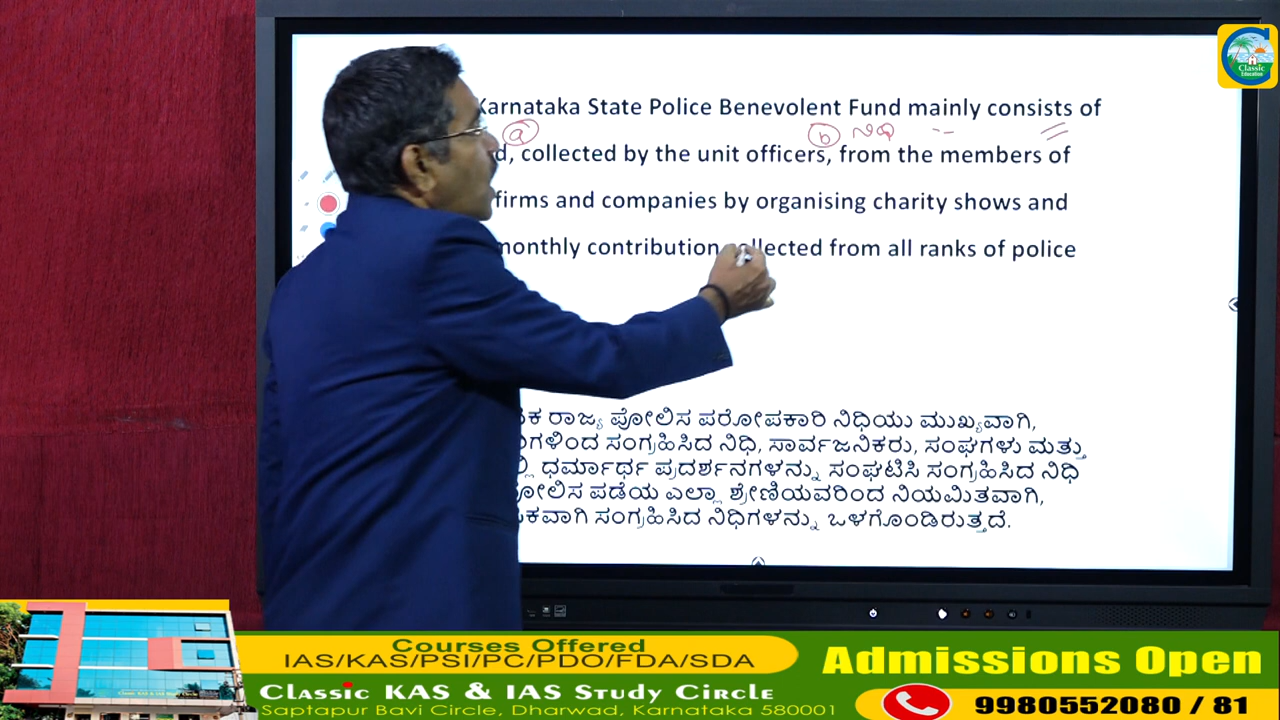 Karnataka State Police Benevolent Fund mainly consists of
a b ನಿಧಿ
d, collected by the unit officers, from the members of
firms and companies by organising charity shows and
monthly contribution collected from all ranks of police
ಕ ರಾಜ್ಯ ಪೋಲಿಸ ಪರೋಪಕಾರಿ ನಿಧಿಯು ಮುಖ್ಯವಾಗಿ,
ಗಳಿಂದ ಸಂಗ್ರಹಿಸಿದ ನಿಧಿ, ಸಾರ್ವಜನಿಕರು, ಸಂಘಗಳು ಮತ್ತು
ಲ್ಲಿ ಧರ್ಮಾರ್ಥ ಪ್ರದರ್ಶನಗಳನ್ನು ಸಂಘಟಿಸಿ ಸಂಗ್ರಹಿಸಿದ ನಿಧಿ
ಪೋಲಿಸ ಪಡೆಯ ಎಲ್ಲಾ ಶ್ರೇಣಿಯವರಿಂದ ನಿಯಮಿತವಾಗಿ,
ಕವಾಗಿ ಸಂಗ್ರಹಿಸಿದ ನಿಧಿಗಳನ್ನು ಒಳಗೊಂಡಿರುತ್ತದೆ.
Classic
Education
Courses Offered
IAS/KAS/PSI/PC/PDO/FDA/SDA
Classic KAS & IAS Study Circle
Saptapur Bavi Circle, Dharwad, Karnataka 580001
Admissions Open
9980552080 / 81